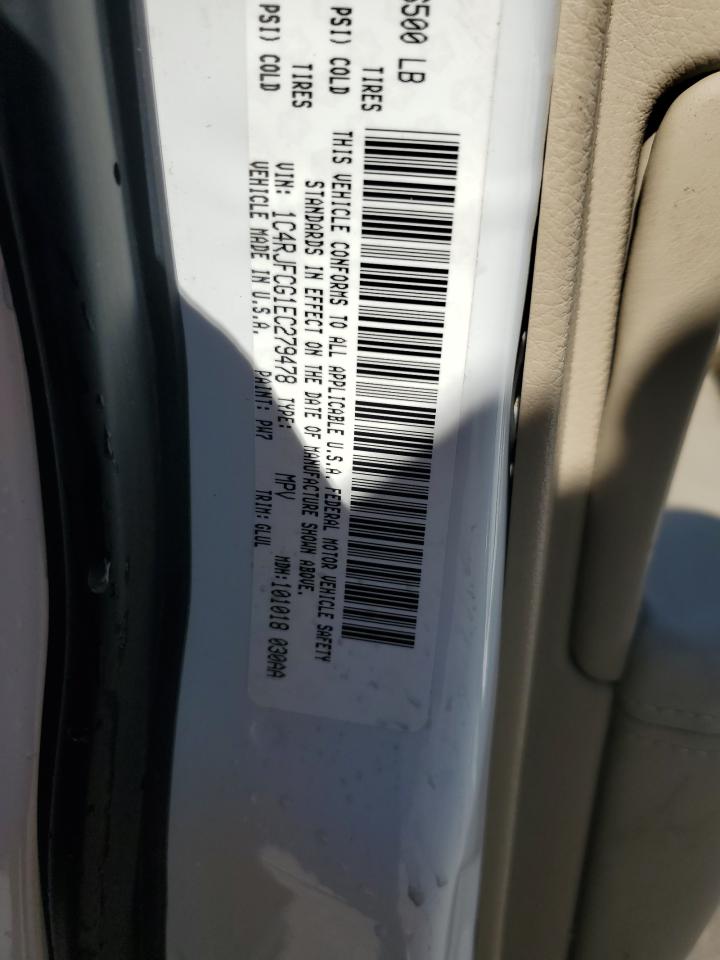 6500 LB
TIRES
PSI) COLD
TIRES
PSI) COLD
THIS VEHICLE CONFORMS TO ALL APPLICABLE U.S.A. FEDERAL MOTOR VEHICLE SAFETY
STANDARDS IN EFFECT ON THE DATE OF MANUFACTURE SHOWN ABOVE.
VIN: 1C4RJFCG1EC279478 TYPE: MPV MDH:101018 030AA
VEHICLE MADE IN U.S.A. PAINT: PW7 TRIM:GLUL